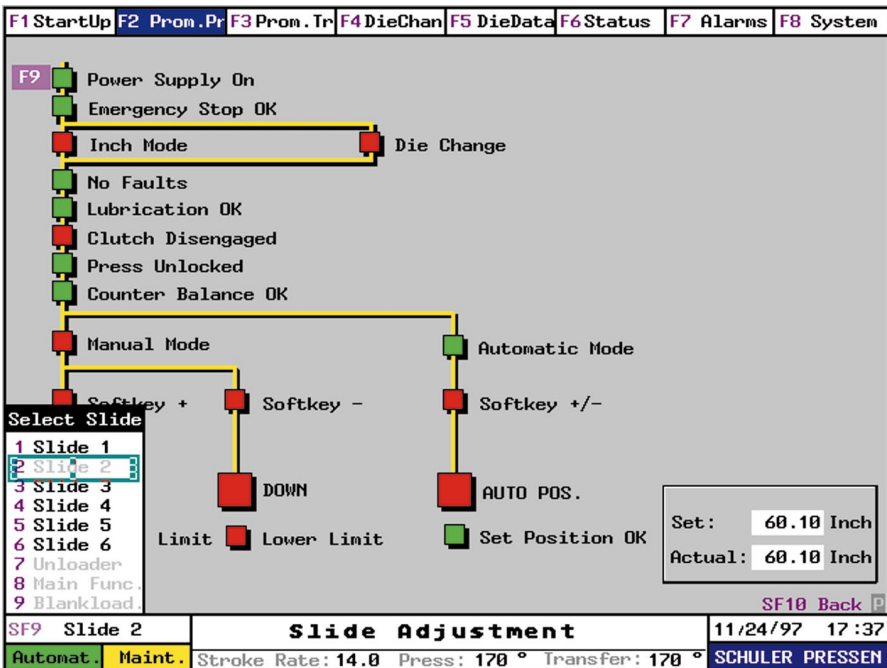 F1 StartUp F2 Prom.Pr F3 Prom.Tr F4 DieChan F5 DieData F6 Status F7 Alarms F8 System
F9 Power Supply On
Emergency Stop OK
Inch Mode Die Change
No Faults
Lubrication OK
Clutch Disengaged
Press Unlocked
Counter Balance OK
Manual Mode Automatic Mode
Softkey + Softkey - Softkey +/-
Select Slide
1 Slide 1
2 Slide 2
3 Slide 3
4 Slide 4
5 Slide 5
6 Slide 6
7 Unloader
8 Main Func.
9 Blankload.
DOWN AUTO POS.
Limit Lower Limit Set Position OK
Set: 60.10 Inch
Actual: 60.10 Inch
SF10 Back P
SF9 Slide 2 Slide Adjustment 11/24/97 17:37
Automat. Maint. Stroke Rate: 14.0 Press: 170 ° Transfer: 170 ° SCHULER PRESSEN